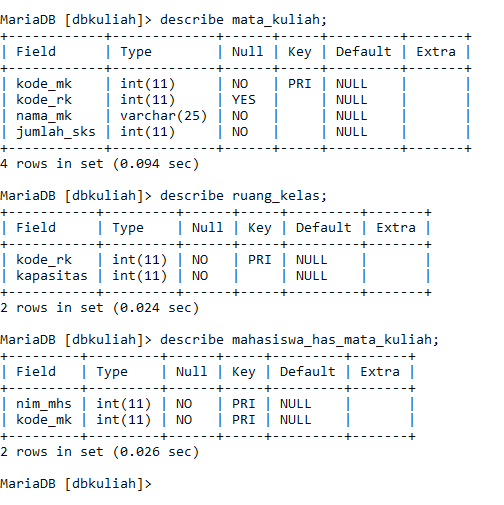 MariaDB [dbkuliah]> describe mata_kuliah;
+------------+-------------+------+-----+---------+-------+
| Field      | Type        | Null | Key | Default | Extra |
+------------+-------------+------+-----+---------+-------+
| kode_mk    | int(11)     | NO   | PRI | NULL    |       |
| kode_rk    | int(11)     | YES  |     | NULL    |       |
| nama_mk    | varchar(25) | NO   |     | NULL    |       |
| jumlah_sks | int(11)     | NO   |     | NULL    |       |
+------------+-------------+------+-----+---------+-------+
4 rows in set (0.094 sec)
MariaDB [dbkuliah]> describe ruang_kelas;
+-----------+---------+------+-----+---------+-------+
| Field     | Type    | Null | Key | Default | Extra |
+-----------+---------+------+-----+---------+-------+
| kode_rk   | int(11) | NO   | PRI | NULL    |       |
| kapasitas | int(11) | NO   |     | NULL    |       |
+-----------+---------+------+-----+---------+-------+
2 rows in set (0.024 sec)
MariaDB [dbkuliah]> describe mahasiswa_has_mata_kuliah;
+---------+---------+------+-----+---------+-------+
| Field   | Type    | Null | Key | Default | Extra |
+---------+---------+------+-----+---------+-------+
| nim_mhs | int(11) | NO   | PRI | NULL    |       |
| kode_mk | int(11) | NO   | PRI | NULL    |       |
+---------+---------+------+-----+---------+-------+
2 rows in set (0.026 sec)
MariaDB [dbkuliah]>